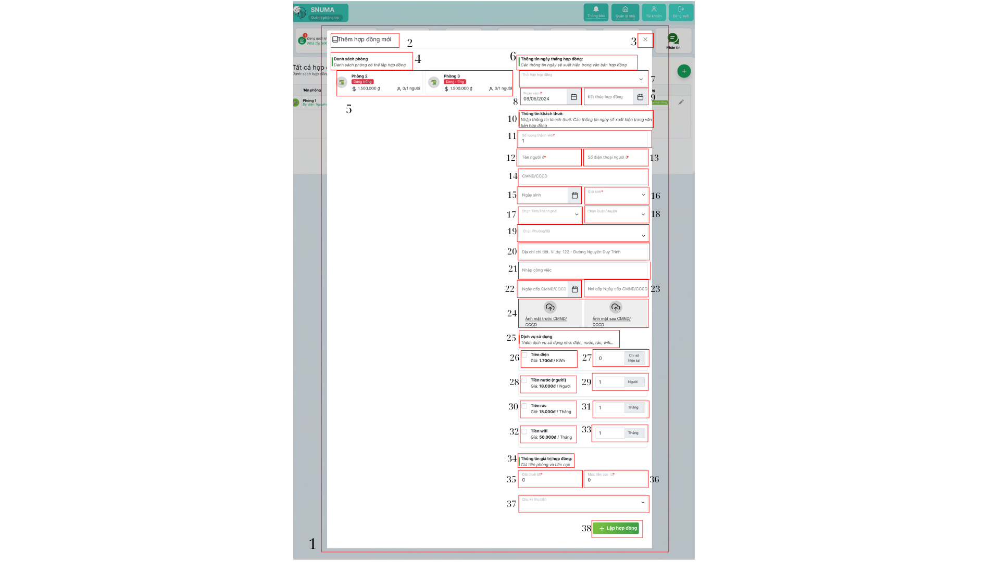 SNUMA
Quản lí phòng trọ
Thông báo
Quản lý nhà
Tài khoản
Đăng xuất
1
Đang quản lý
Nhà trọ MK
Nhắn tin
Tất cả hợp
Danh sách hợp đồn
Tên phòng
Phòng 1
Đại diện: Nguyễn
Thêm hợp đồng mới
2
3
Danh sách phòng
Danh sách phòng có thể lập hợp đồng
4
Phòng 2
Đang trống
1.500.000 ₫
0/1 người
Phòng 3
Đang trống
1.500.000 ₫
0/1 người
5
6
Thông tin ngày tháng hợp đồng:
Các thông tin ngày sẽ xuất hiện trong văn bản hợp đồng
Thời hạn hợp đồng
7
8
Ngày vào *
06/05/2024
Kết thúc hợp đồng
9
10
Thông tin khách thuê:
Nhập thông tin khách thuê. Các thông tin ngày sẽ xuất hiện trong văn
bản hợp đồng
11
Số lượng thành viên*
1
12
Tên người ở*
Số điện thoại người ở*
13
14
CMND/CCCD
15
Ngày sinh
Giới tính*
16
17
Chọn Tỉnh/Thành phố
Chọn Quận/Huyện
18
19
Chọn Phường/Xã
20
Địa chỉ chi tiết. Ví dụ: 122 - Đường Nguyễn Duy Trinh
21
Nhập công việc
22
Ngày cấp CMND/CCCD
Nơi cấp Ngày cấp CMND/CCCD
23
24
Ảnh mặt trước CMND/
CCCD
Ảnh mặt sau CMND/
CCCD
25
Dịch vụ sử dụng
Thêm dịch vụ sử dụng như: điện, nước, rác, wifi...
26
Tiền điện
Giá: 1.700đ / KWh
27
0
Chỉ số
hiện tại
28
Tiền nước (người)
Giá: 18.000đ / Người
29
1
Người
30
Tiền rác
Giá: 15.000đ / Tháng
31
1
Tháng
32
Tiền wifi
Giá: 50.000đ / Tháng
33
1
Tháng
34
Thông tin giá trị hợp đồng:
Giá tiền phòng và tiền cọc
35
Giá thuê (đ)*
0
Mức tiền cọc (đ)*
0
36
37
Chu kỳ thu tiền
38
+ Lập hợp đồng
1